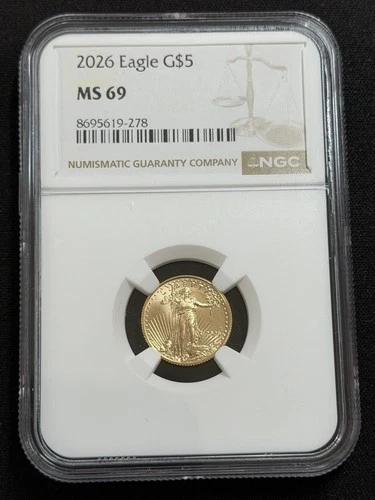 2026 Eagle G$5
MS 69
8695619-278
NUMISMATIC GUARANTY COMPANY NGC